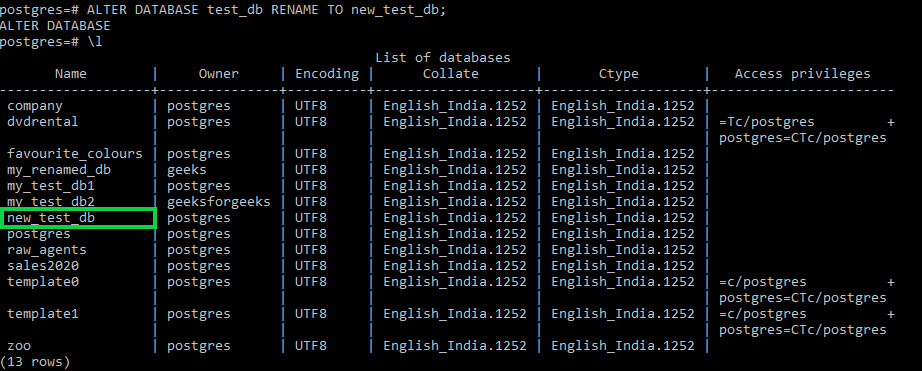 postgres=# ALTER DATABASE test_db RENAME TO new_test_db;
ALTER DATABASE
postgres=# \l
                                              List of databases
       Name        |     Owner     | Encoding |      Collate       |       Ctype        |   Access privileges
-------------------+---------------+----------+--------------------+--------------------+-----------------------
 company           | postgres      | UTF8     | English_India.1252 | English_India.1252 |
 dvdrental         | postgres      | UTF8     | English_India.1252 | English_India.1252 | =Tc/postgres         +
                   |               |          |                    |                    | postgres=CTc/postgres
 favourite_colours | postgres      | UTF8     | English_India.1252 | English_India.1252 |
 my_renamed_db     | geeks         | UTF8     | English_India.1252 | English_India.1252 |
 my_test_db1       | postgres      | UTF8     | English_India.1252 | English_India.1252 |
 my_test_db2       | geeksforgeeks | UTF8     | English_India.1252 | English_India.1252 |
 new_test_db       | postgres      | UTF8     | English_India.1252 | English_India.1252 |
 postgres          | postgres      | UTF8     | English_India.1252 | English_India.1252 |
 raw_agents        | postgres      | UTF8     | English_India.1252 | English_India.1252 |
 sales2020         | postgres      | UTF8     | English_India.1252 | English_India.1252 |
 template0         | postgres      | UTF8     | English_India.1252 | English_India.1252 | =c/postgres          +
                   |               |          |                    |                    | postgres=CTc/postgres
 template1         | postgres      | UTF8     | English_India.1252 | English_India.1252 | =c/postgres          +
                   |               |          |                    |                    | postgres=CTc/postgres
 zoo               | postgres      | UTF8     | English_India.1252 | English_India.1252 |
(13 rows)